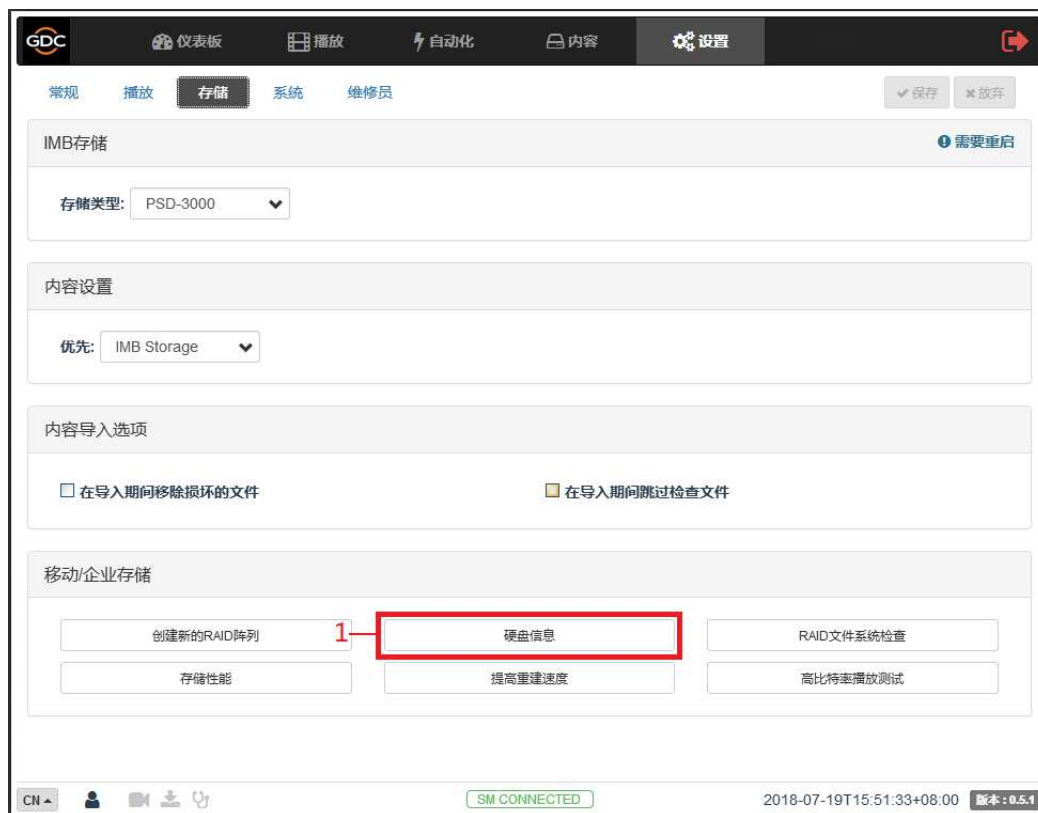 GDC 仪表板 播放 自动化 内容 设置
常规 播放 存储 系统 维修员 保存 放弃
IMB存储 需要重启
存储类型: PSD-3000
内容设置
优先: IMB Storage
内容导入选项
在导入期间移除损坏的文件 在导入期间跳过检查文件
移动/企业存储
创建新的RAID阵列 1 硬盘信息 RAID文件系统检查
存储性能 提高重建速度 高比特率播放测试
CN SM CONNECTED 2018-07-19T15:51:33+08:00 版本 : 0.5.1